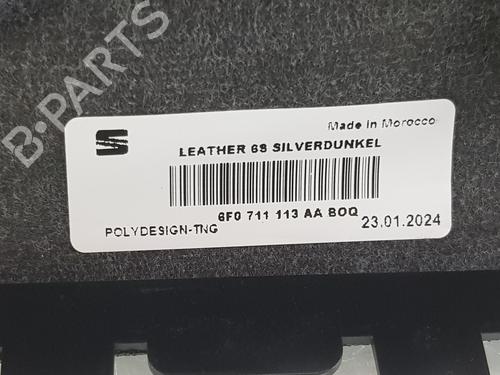 B-PARTS
Made in Morocco
LEATHER 6S SILVERDUNKEL
6F0 711 113 AA BOQ
POLYDESIGN-TNG
23.01.2024